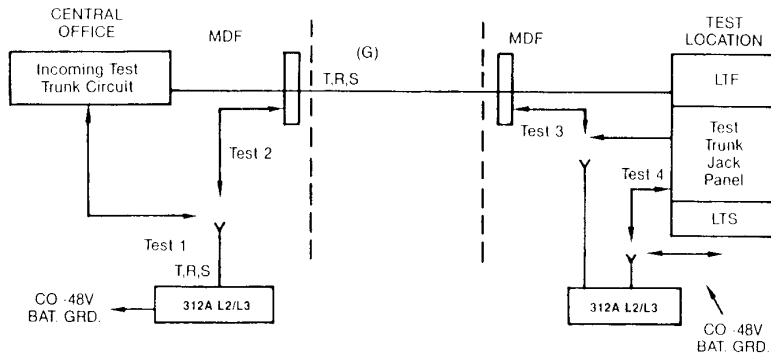 CENTRAL
OFFICE
MDF
(G)
MDF
TEST
LOCATION
Incoming Test
Trunk Circuit
T,R,S
LTF
Test 2
Test 3
Test
Trunk
Jack
Panel
Test 4
LTS
Test 1
T,R,S
CO -48V
BAT. GRD.
312A L2/L3
312A L2/L3
CO -48V
BAT. GRD.